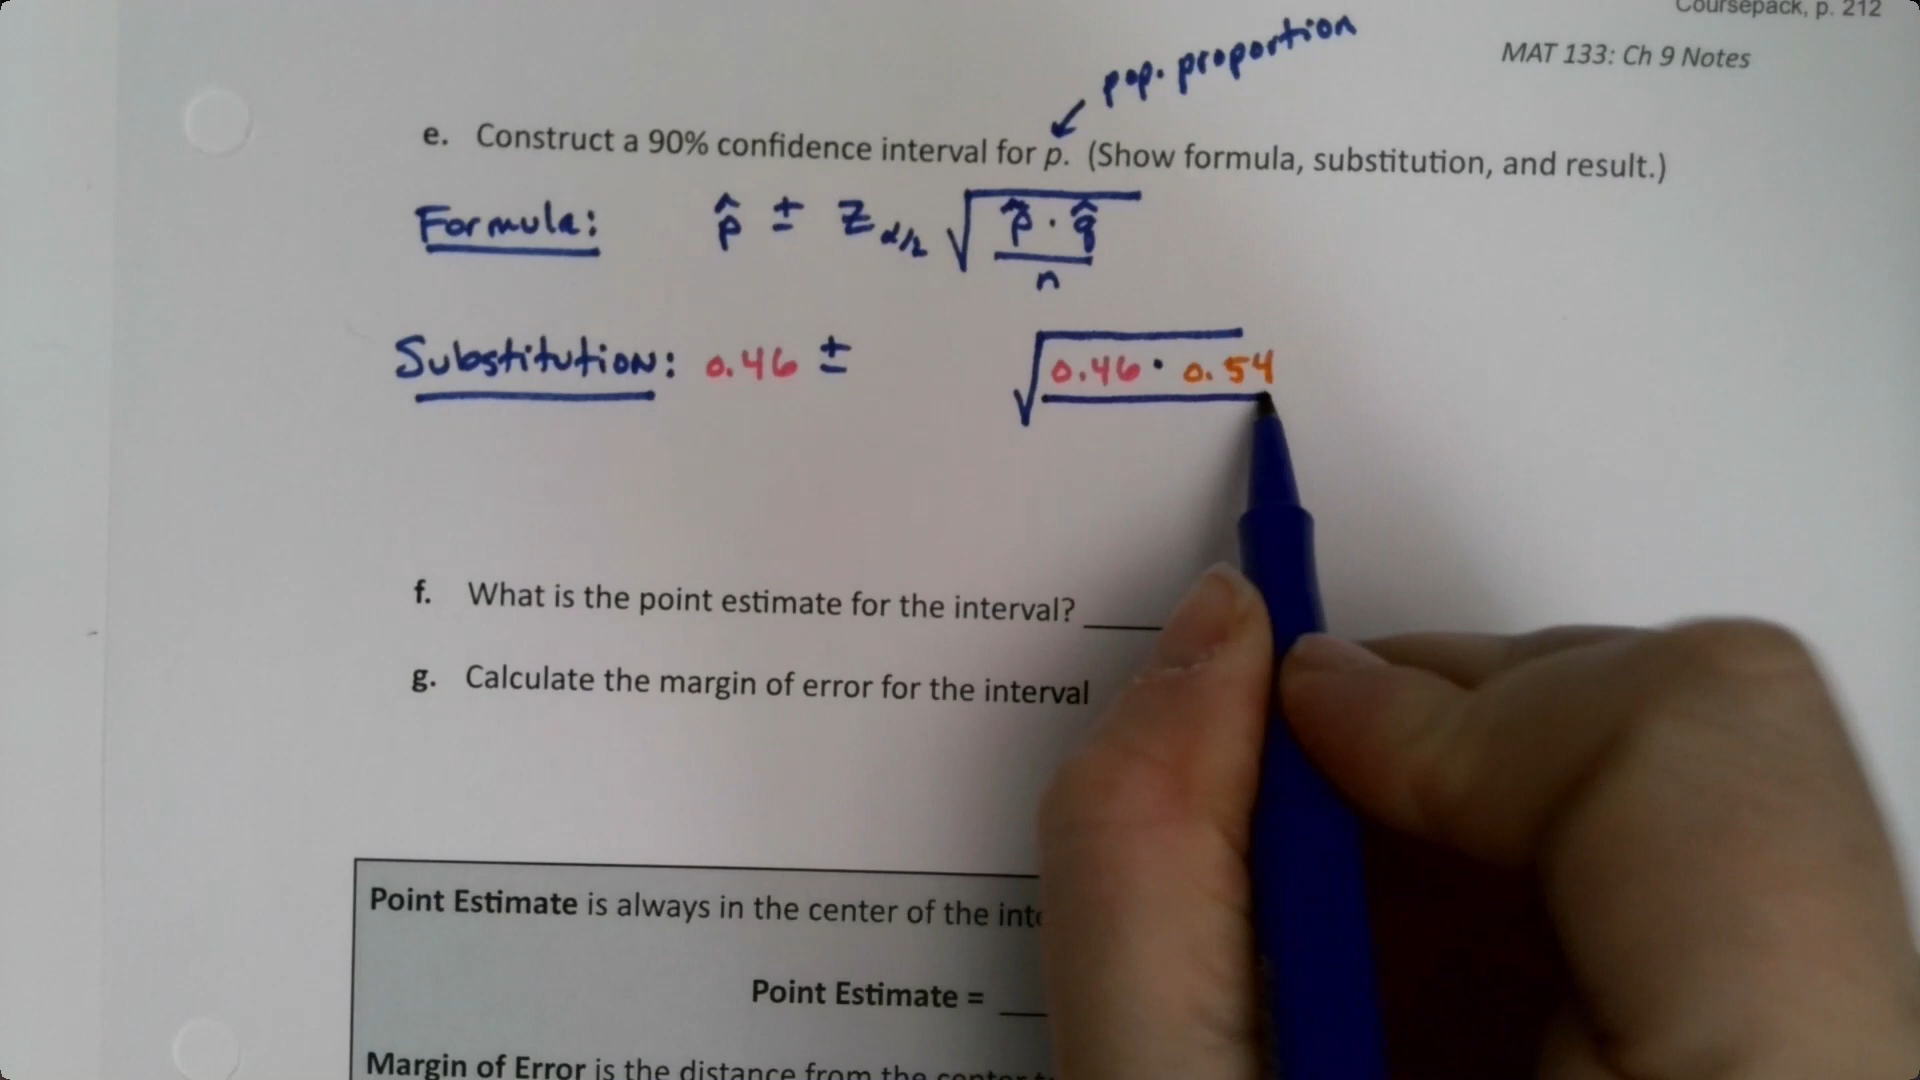 Coursepack, p. 212
MAT 133: Ch 9 Notes
pop. proportion
e. Construct a 90% confidence interval for p. (Show formula, substitution, and result.)
Formula: p̂ ± z α/2 √ p̂ · q̂
n
Substitution: 0.46 ± √ 0.46 · 0.54
f. What is the point estimate for the interval? _____
g. Calculate the margin of error for the interval
Point Estimate is always in the center of the
Point Estimate = ___
Margin of Error is the distance from the